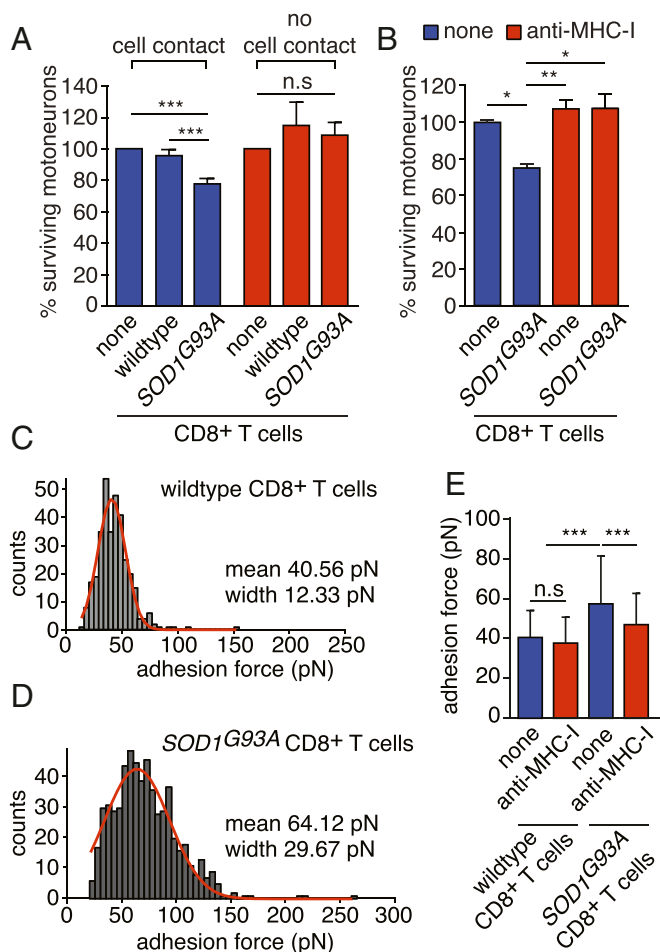 A
cell contact
no
cell contact
% surviving motoneurons
120
100
80
60
40
20
0
***
***
n.s
none
wildtype
SOD1G93A
none
wildtype
SOD1G93A
CD8+ T cells
B
none
anti-MHC-I
% surviving motoneurons
120
100
80
60
40
20
0
*
**
*
none
SOD1G93A
none
SOD1G93A
CD8+ T cells
C
wildtype CD8+ T cells
mean 40.56 pN
width 12.33 pN
counts
50
40
30
20
10
0
0 50 100 150 200 250
adhesion force (pN)
D
SOD1G93A CD8+ T cells
mean 64.12 pN
width 29.67 pN
counts
40
30
20
10
0
0 50 100 150 200 250 300
adhesion force (pN)
E
adhesion force (pN)
100
80
60
40
20
0
n.s
***
***
none
anti-MHC-I
none
anti-MHC-I
wildtype
CD8+ T cells
SOD1G93A
CD8+ T cells